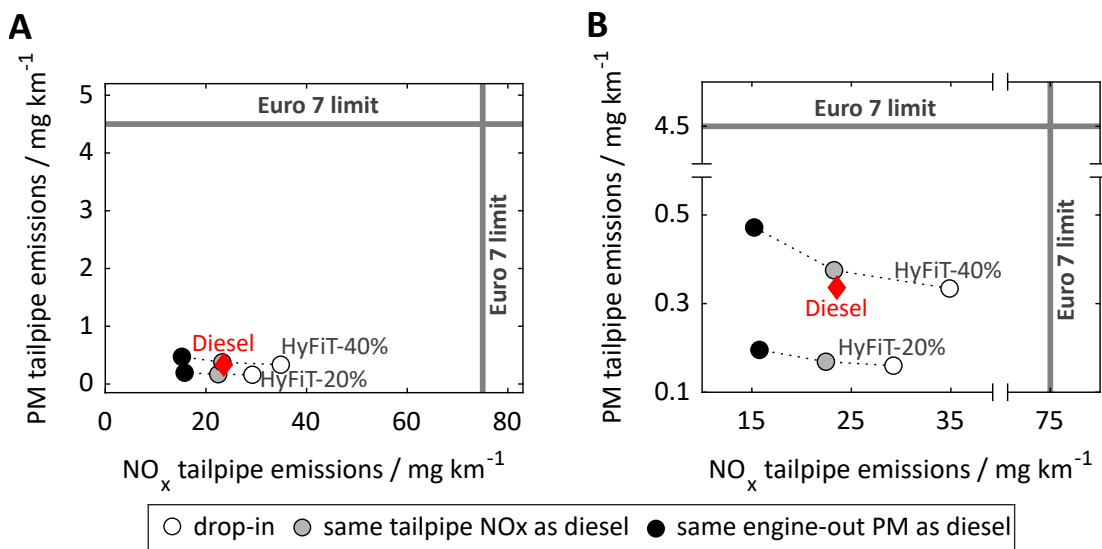 A
PM tailpipe emissions / mg km⁻¹
5
4
3
2
1
0
Euro 7 limit
Euro 7 limit
Diesel
HyFiT-40%
HyFiT-20%
0 20 40 60 80
NOₓ tailpipe emissions / mg km⁻¹
B
PM tailpipe emissions / mg km⁻¹
4.5
0.5
0.3
0.1
Euro 7 limit
Euro 7 limit
HyFiT-40%
Diesel
HyFiT-20%
15 25 35 75
NOₓ tailpipe emissions / mg km⁻¹
drop-in same tailpipe NOx as diesel same engine-out PM as diesel